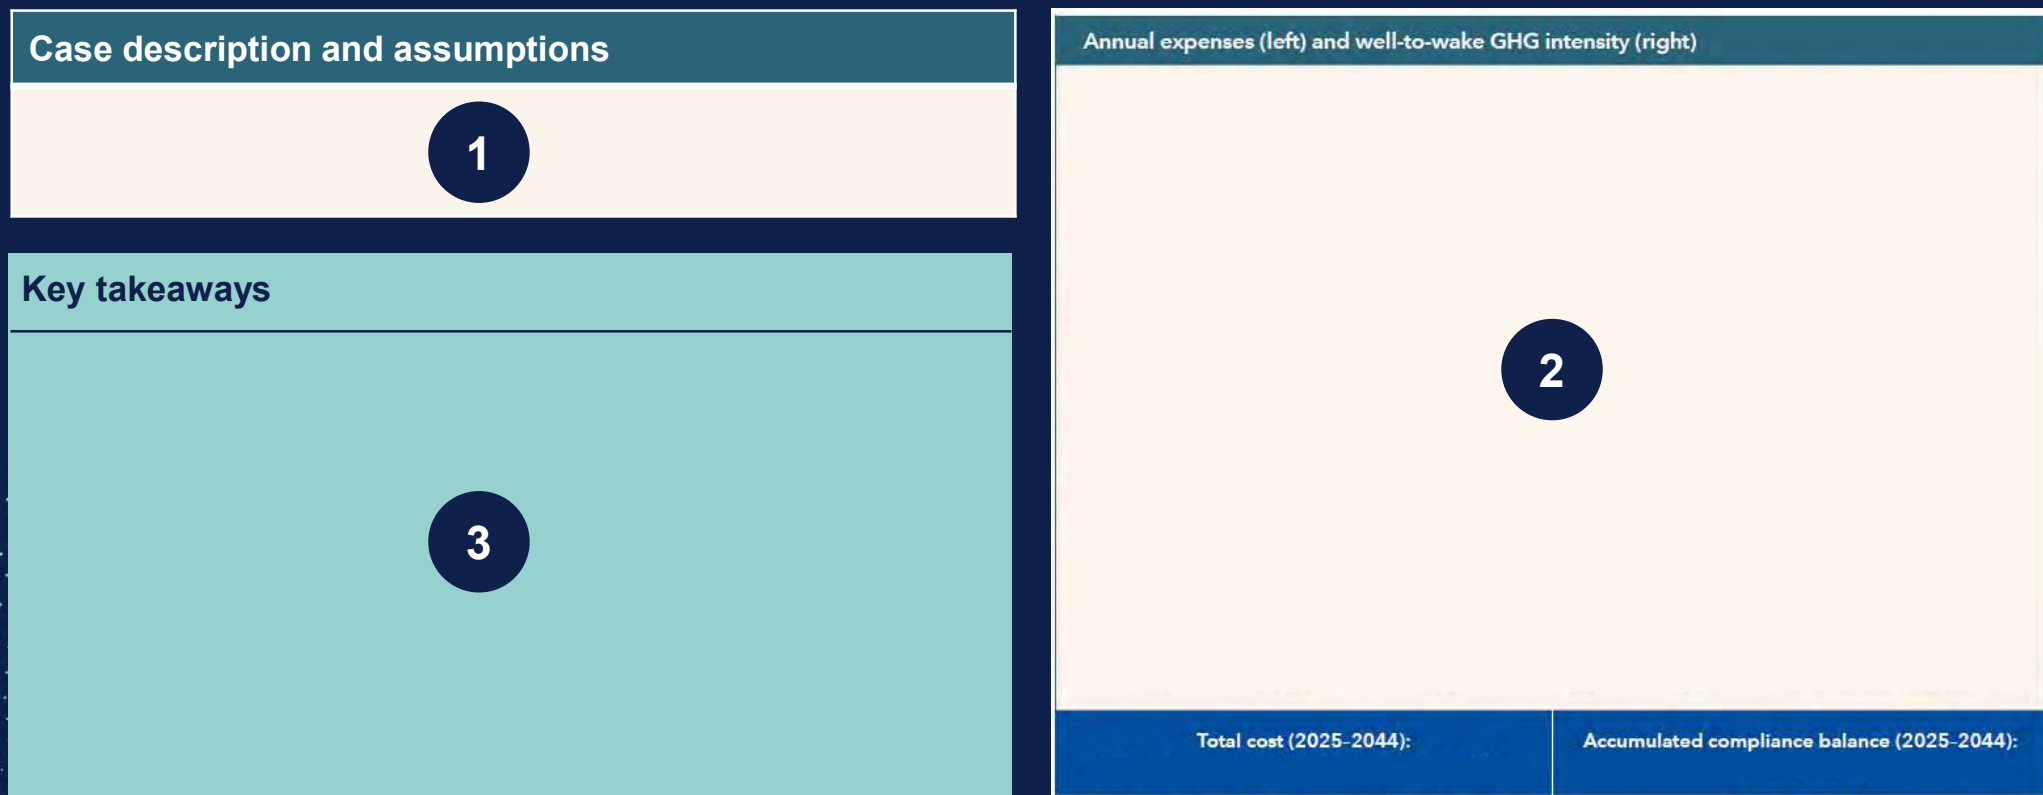 Case description and assumptions
1
Key takeaways
3
Annual expenses (left) and well-to-wake GHG intensity (right)
2
Total cost (2025-2044):
Accumulated compliance balance (2025-2044):